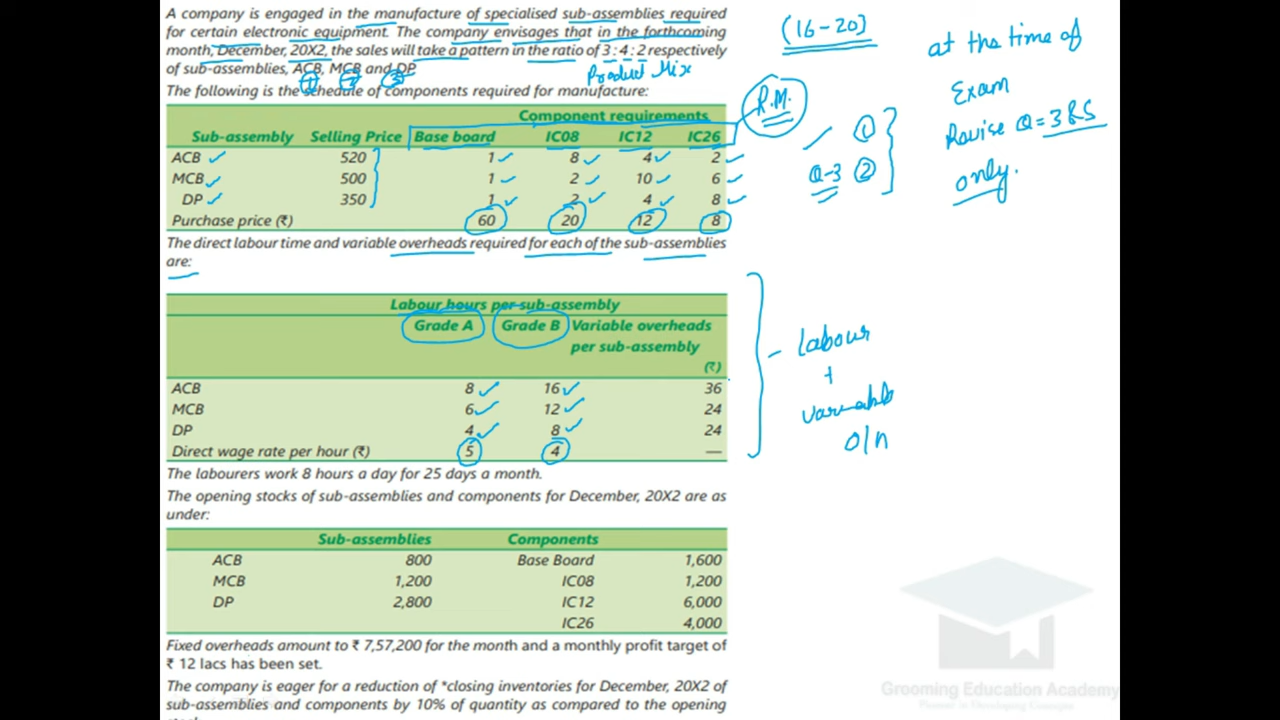 A company is engaged in the manufacture of specialised sub-assemblies required
for certain electronic equipment. The company envisages that in the forthcoming
month, December, 20X2, the sales will take a pattern in the ratio of 3 : 4 : 2 respectively
of sub-assemblies, ACB, MCB and DP.
Product Mix
1 2 3
The following is the schedule of components required for manufacture:
Component requirements
Sub-assembly Selling Price Base board IC08 IC12 IC26
ACB 520 1 8 4 2
MCB 500 1 2 10 6
DP 350 1 2 4 8
Purchase price (₹) 60 20 12 8
The direct labour time and variable overheads required for each of the sub-assemblies
are:
Labour hours per sub-assembly
Grade A Grade B Variable overheads
per sub-assembly
(₹)
ACB 8 16 36
MCB 6 12 24
DP 4 8 24
Direct wage rate per hour (₹) 5 4 —
The labourers work 8 hours a day for 25 days a month.
The opening stocks of sub-assemblies and components for December, 20X2 are as
under:
Sub-assemblies Components
ACB 800 Base Board 1,600
MCB 1,200 IC08 1,200
DP 2,800 IC12 6,000
IC26 4,000
Fixed overheads amount to ₹ 7,57,200 for the month and a monthly profit target of
₹ 12 lacs has been set.
The company is eager for a reduction of *closing inventories for December, 20X2 of
sub-assemblies and components by 10% of quantity as compared to the opening
(16-20)
R.M.
1
Q-3 2
at the time of
Exam
Revise Q=3&5
only.
Labour
+
variable
o/h
Grooming Education Academy